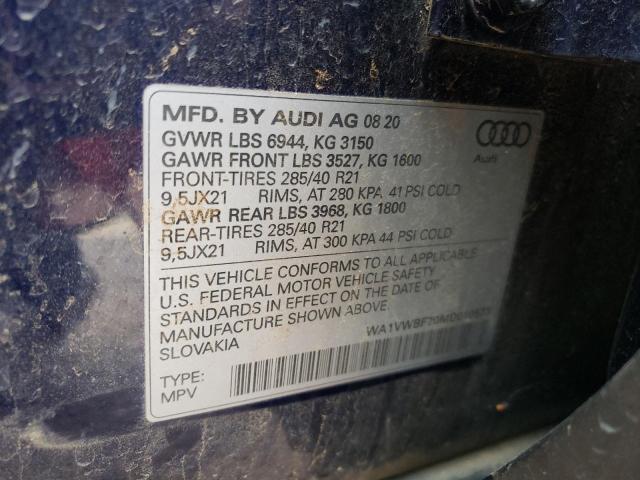 MFD. BY AUDI AG 08 20
GVWR LBS 6944, KG 3150
GAWR FRONT LBS 3527, KG 1600
FRONT-TIRES 285/40 R21
9,5JX21 RIMS, AT 280 KPA, 41 PSI COLD
GAWR REAR LBS 3968, KG 1800
REAR-TIRES 285/40 R21
9,5JX21 RIMS, AT 300 KPA 44 PSI COLD
Audi
THIS VEHICLE CONFORMS TO ALL APPLICABLE
U.S. FEDERAL MOTOR VEHICLE SAFETY
STANDARDS IN EFFECT ON THE DATE OF
MANUFACTURE SHOWN ABOVE.
SLOVAKIA
TYPE:
MPV